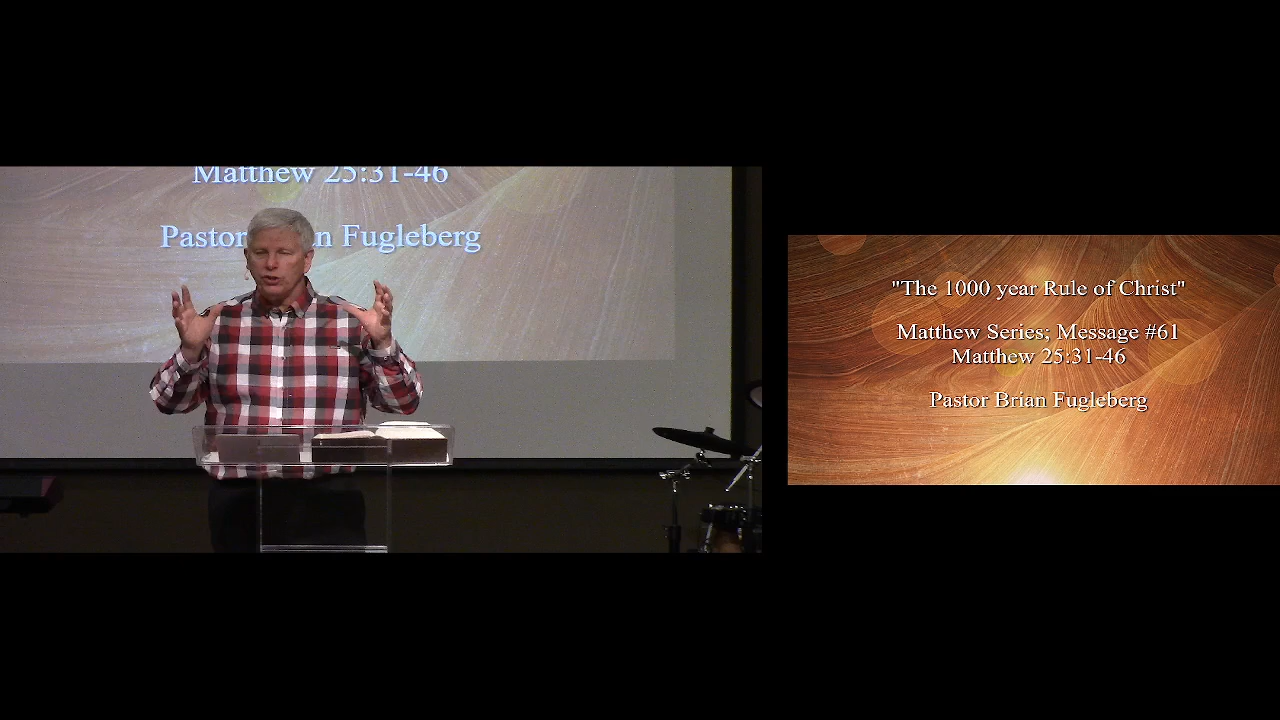 Matthew 25:31-46
Pastor Fugleberg
"The 1000 year Rule of Christ"
Matthew Series; Message #61
Matthew 25:31-46
Pastor Brian Fugleberg